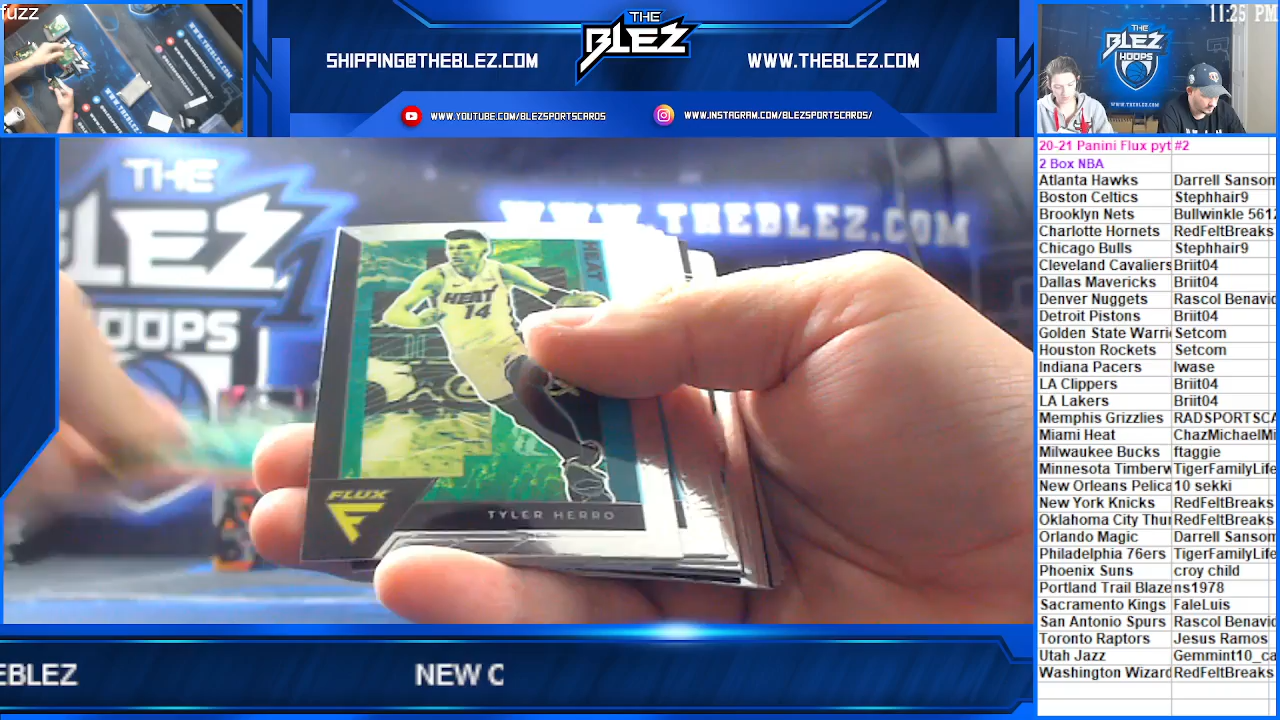 fuzz
SHIPPING@THEBLEZ.COM
THE
BLEZ
WWW.THEBLEZ.COM
WWW.YOUTUBE.COM/BLEZSPORTSCARDS
WWW.INSTAGRAM.COM/BLEZSPORTSCARDS/
11:25 PM
THE
BLEZ
HOOPS
WWW.THEBLEZ.COM
THE
BLEZ
HOOPS
WWW.THEBLEZ.COM
HEAT
HEAT
14
FLUX
F
TYLER HERRO
20-21 Panini Flux pyt #2
2 Box NBA
Atlanta Hawks Darrell Sansom
Boston Celtics Stephhair9
Brooklyn Nets Bullwinkle 561
Charlotte Hornets RedFeltBreaks
Chicago Bulls Stephhair9
Cleveland Cavaliers Briit04
Dallas Mavericks Briit04
Denver Nuggets Rascol Benavid
Detroit Pistons Briit04
Golden State Warri Setcom
Houston Rockets Setcom
Indiana Pacers Iwase
LA Clippers Briit04
LA Lakers Briit04
Memphis Grizzlies RADSPORTSCA
Miami Heat ChazMichaelMi
Milwaukee Bucks ftaggie
Minnesota Timberw TigerFamilyLife
New Orleans Pelica 10 sekki
New York Knicks RedFeltBreaks
Oklahoma City Thu RedFeltBreaks
Orlando Magic Darrell Sansom
Philadelphia 76ers TigerFamilyLife
Phoenix Suns croy child
Portland Trail Blaze ns1978
Sacramento Kings FaleLuis
San Antonio Spurs Rascol Benavid
Toronto Raptors Jesus Ramos
Utah Jazz Gemmint10_ca
Washington Wizard RedFeltBreaks
EBLEZ NEW C